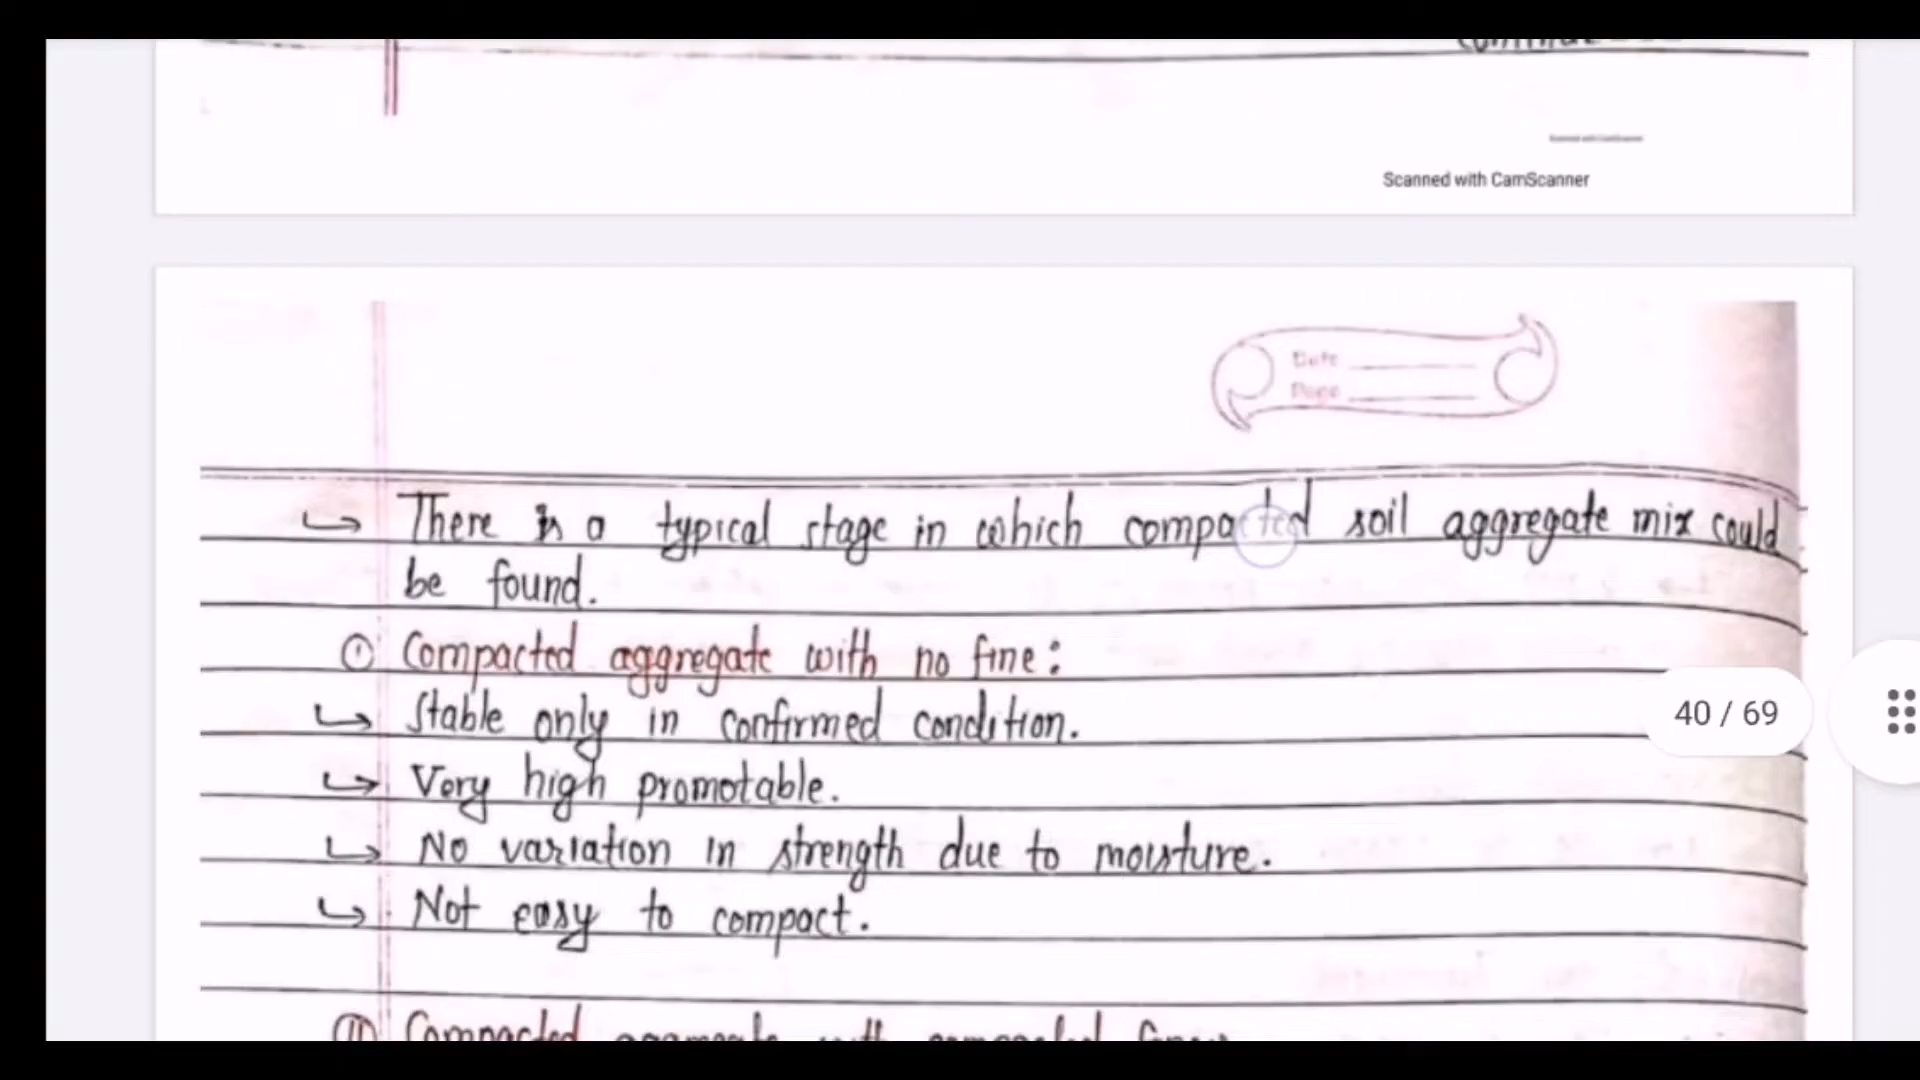 Scanned with CamScanner
Date
Page
↳ There is a typical stage in which compacted soil aggregate mix could
be found.
① Compacted aggregate with no fine:
↳ Stable only in confirmed condition.
↳ Very high promotable.
↳ No variation in strength due to moisture.
↳ Not easy to compact.
40 / 69
Compacted